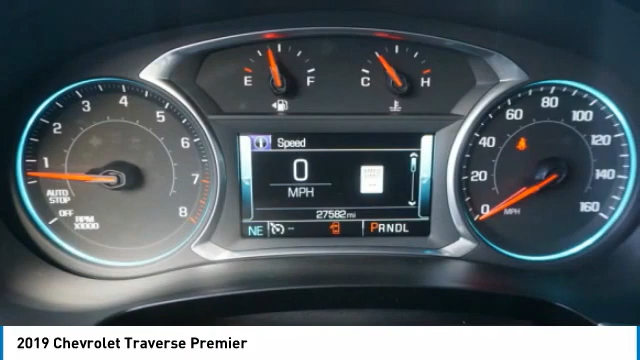 E F
C H
1 2 3 4 5 6 7 8
AUTO
STOP
OFF
RPM
X1000
Speed
0
MPH
27582 mi
NE
PRNDL
0 20 40 60 80 100 120 140 160
MPH
2019 Chevrolet Traverse Premier